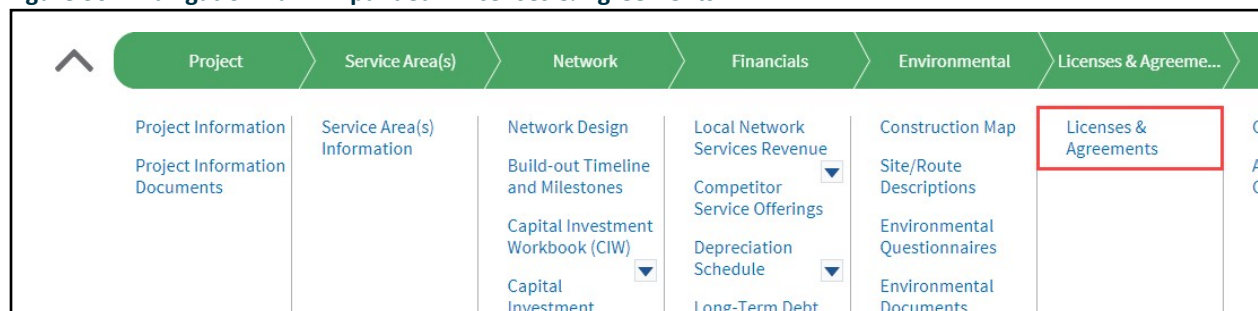 Project
Service Area(s)
Network
Financials
Environmental
Licenses & Agreeme...
Project Information
Project Information
Documents
Service Area(s)
Information
Network Design
Build-out Timeline
and Milestones
Capital Investment
Workbook (CIW)
Capital
Investment
Local Network
Services Revenue
Competitor
Service Offerings
Depreciation
Schedule
Long-Term Debt
Construction Map
Site/Route
Descriptions
Environmental
Questionnaires
Environmental
Documents
Licenses &
Agreements